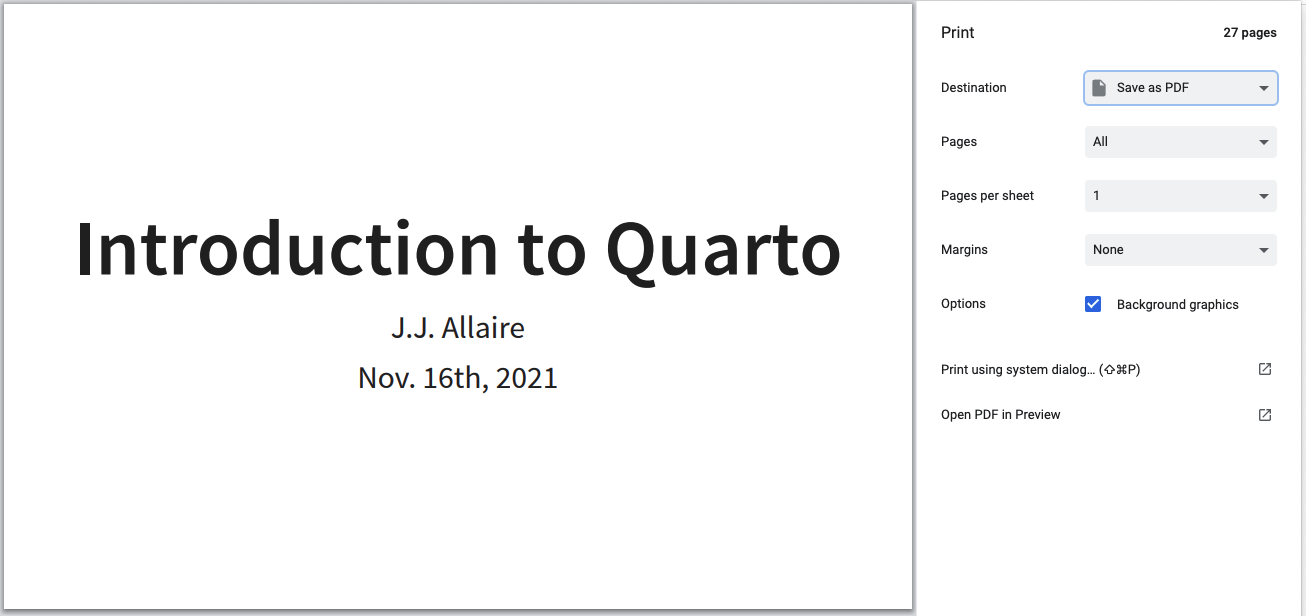 Introduction to Quarto
J.J. Allaire
Nov. 16th, 2021
Print 27 pages
Destination Save as PDF
Pages All
Pages per sheet 1
Margins None
Options Background graphics
Print using system dialog... (⇧⌘P)
Open PDF in Preview